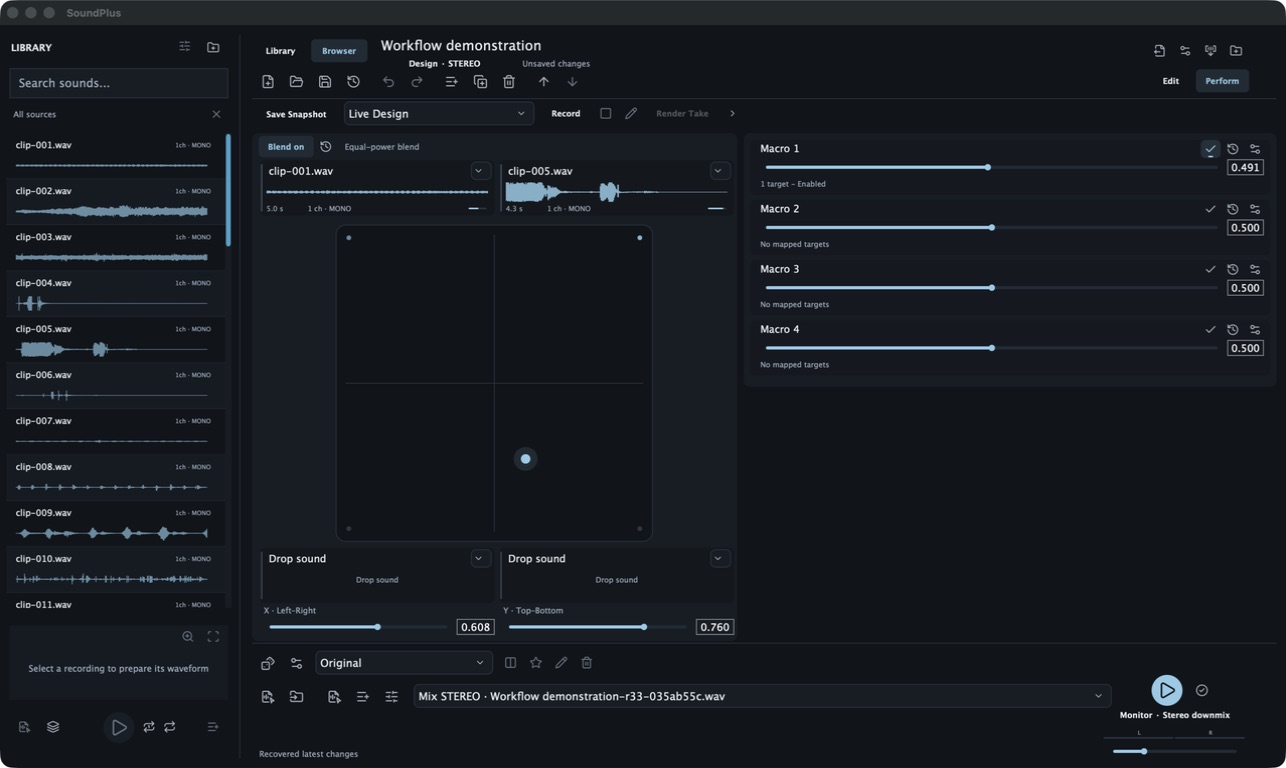 SoundPlus
LIBRARY
Search sounds...
All sources
clip-001.wav 1ch · MONO
clip-002.wav 1ch · MONO
clip-003.wav 1ch · MONO
clip-004.wav 1ch · MONO
clip-005.wav 1ch · MONO
clip-006.wav 1ch · MONO
clip-007.wav 1ch · MONO
clip-008.wav 1ch · MONO
clip-009.wav 1ch · MONO
clip-010.wav 1ch · MONO
clip-011.wav 1ch · MONO
Select a recording to prepare its waveform
Library Browser Workflow demonstration
Design · STEREO Unsaved changes
Edit Perform
Save Snapshot Live Design Record Render Take
Blend on Equal-power blend
clip-001.wav clip-005.wav
5.0 s 1 ch · MONO 4.3 s 1 ch · MONO
Drop sound Drop sound
Drop sound Drop sound
X · Left-Right Y · Top-Bottom
0.608 0.760
Macro 1
0.491
1 target – Enabled
Macro 2
0.500
No mapped targets
Macro 3
0.500
No mapped targets
Macro 4
0.500
No mapped targets
Original
Mix STEREO · Workflow demonstration-r33-035ab55c.wav
Monitor · Stereo downmix
L R
Recovered latest changes